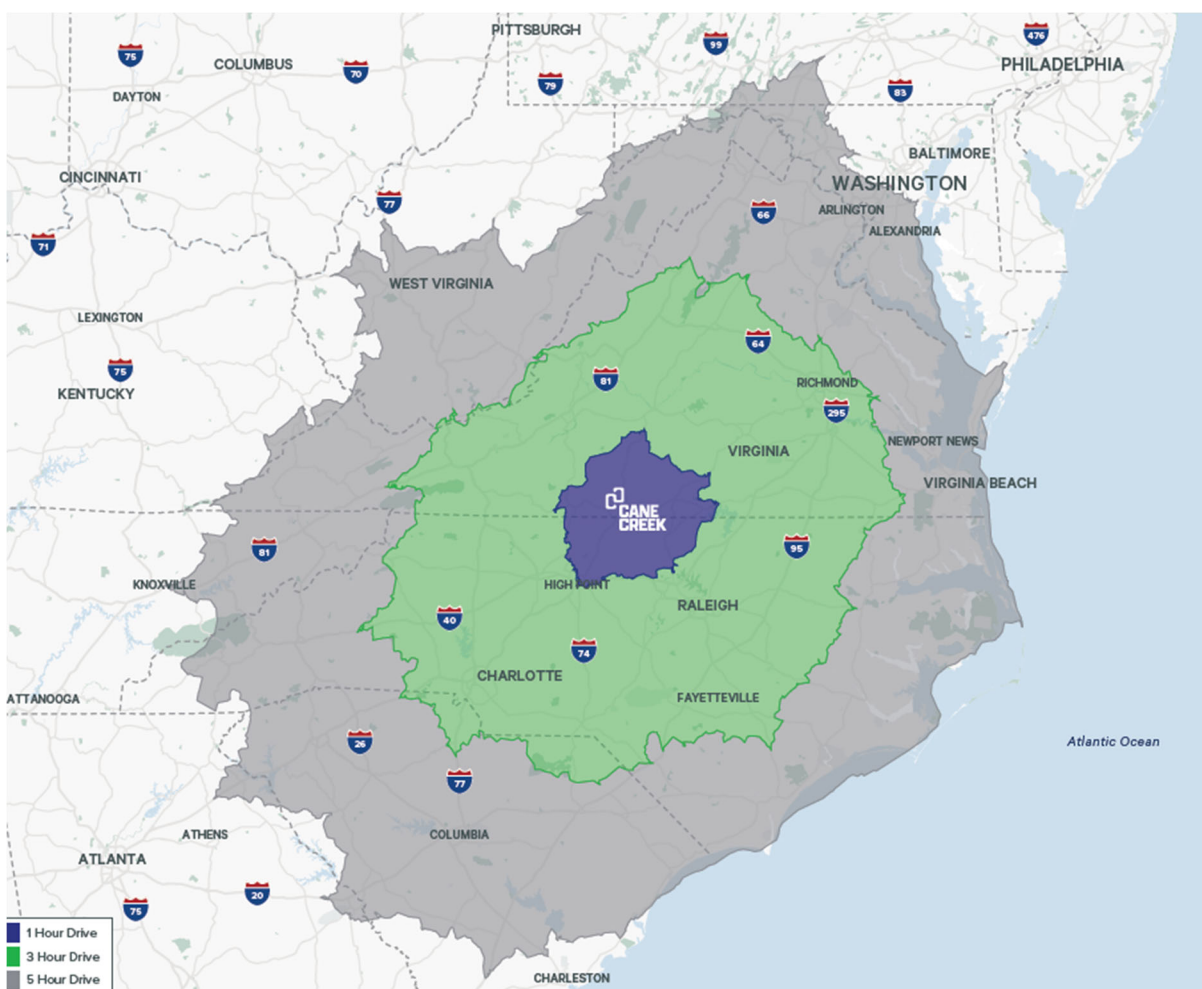 PITTSBURGH
476
75
99
COLUMBUS
70
PHILADELPHIA
79
83
DAYTON
BALTIMORE
CINCINNATI
WASHINGTON
77
66
ARLINGTON
71
ALEXANDRIA
WEST VIRGINIA
LEXINGTON
64
75
81
RICHMOND
KENTUCKY
295
NEWPORT NEWS
VIRGINIA
VIRGINIA BEACH
CANE
CREEK
81
95
KNOXVILLE
HIGH POINT
RALEIGH
40
74
CHARLOTTE
FAYETTEVILLE
ATTANOOGA
26
Atlantic Ocean
77
ATHENS
COLUMBIA
ATLANTA
20
75
1 Hour Drive
3 Hour Drive
5 Hour Drive
CHARLESTON